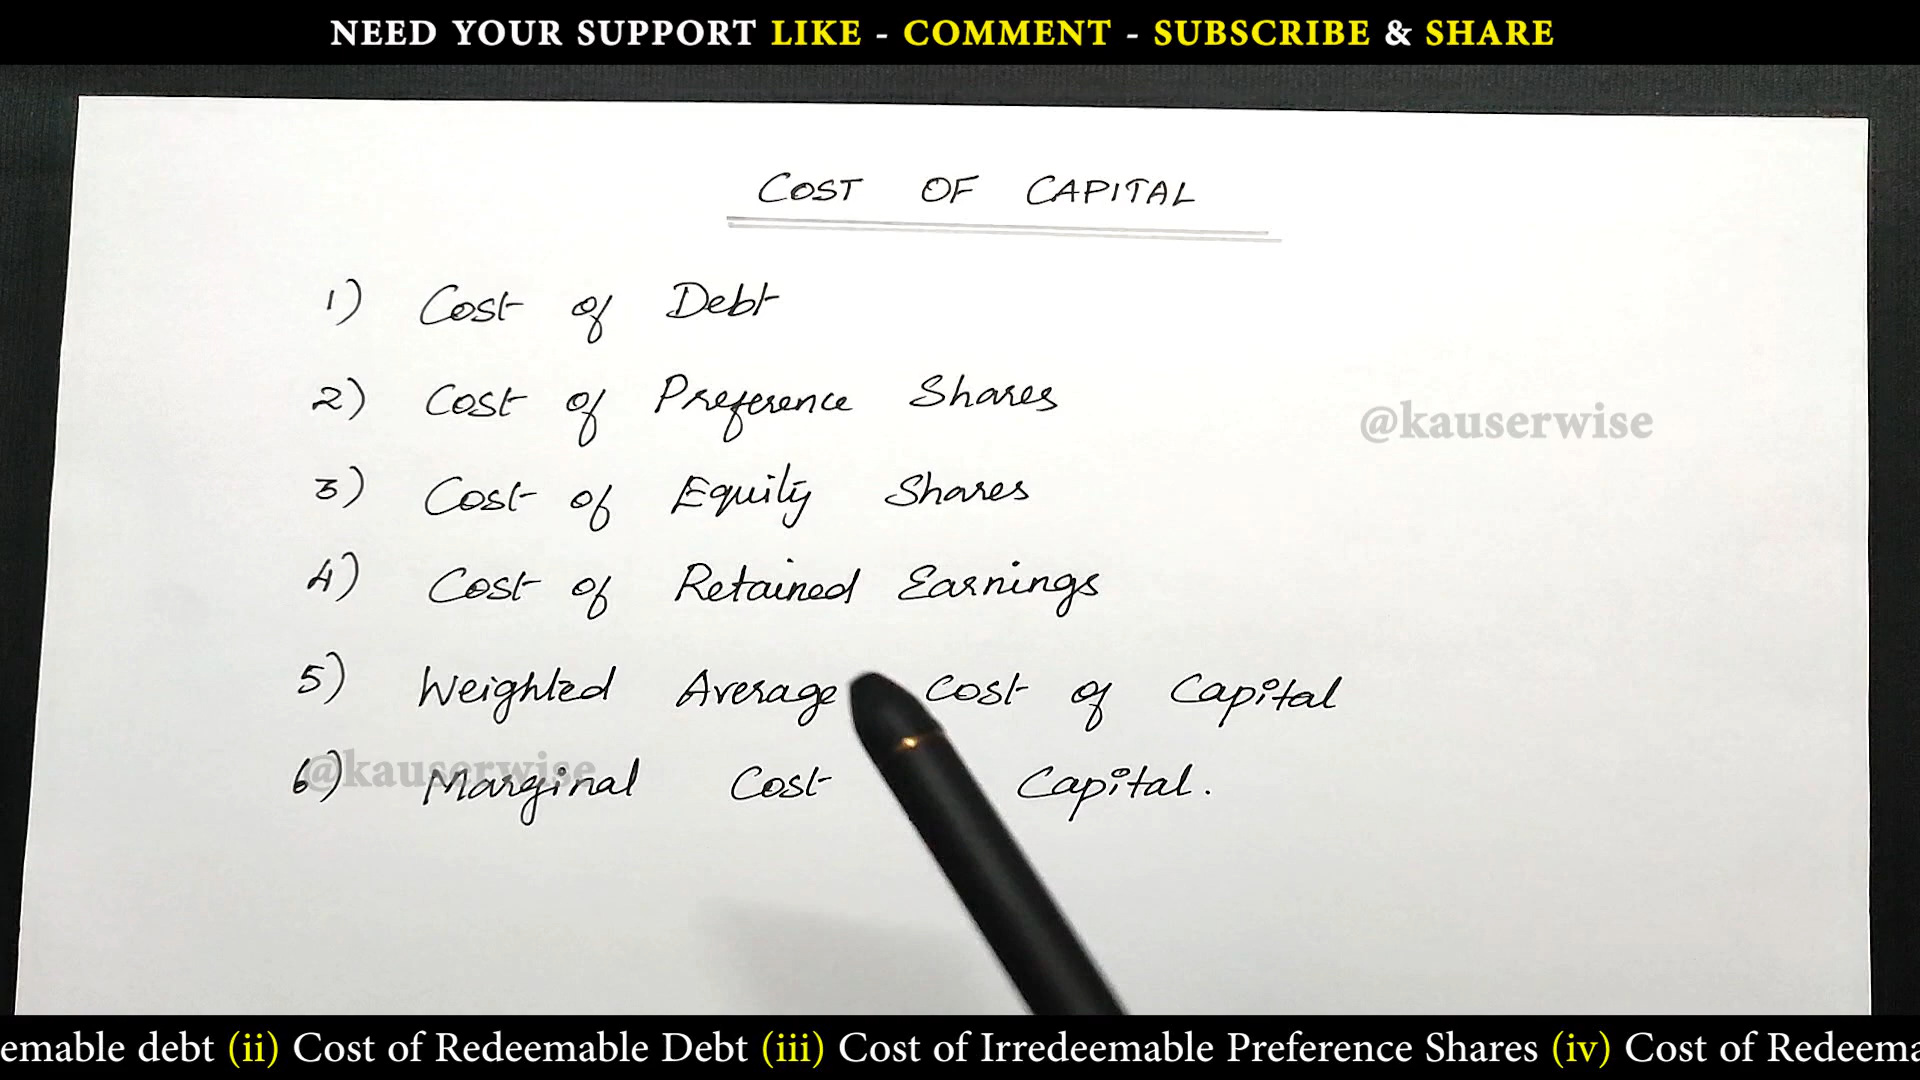 NEED YOUR SUPPORT LIKE - COMMENT - SUBSCRIBE & SHARE
COST OF CAPITAL
1) Cost of Debt
2) Cost of Preference Shares
@kauserwise
3) Cost of Equity Shares
4) Cost of Retained Earnings
5) Weighted Average Cost of Capital
@kauserwise
6) Marginal Cost Capital.
emable debt (ii) Cost of Redeemable Debt (iii) Cost of Irredeemable Preference Shares (iv) Cost of Redeema